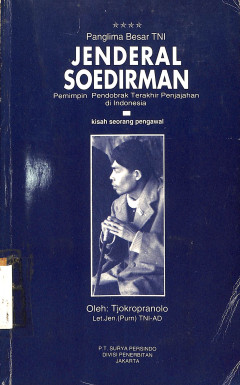 Panglima Besar TNI
JENDERAL
SOEDIRMAN
Pemimpin Pendobrak Terakhir Penjajahan
di Indonesia
kisah seorang pengawal
Oleh: Tjokropranolo
Let.Jen.(Purn) TNI-AD
P.T. SURYA PERSINDO
DIVISI PENERBITAN
JAKARTA